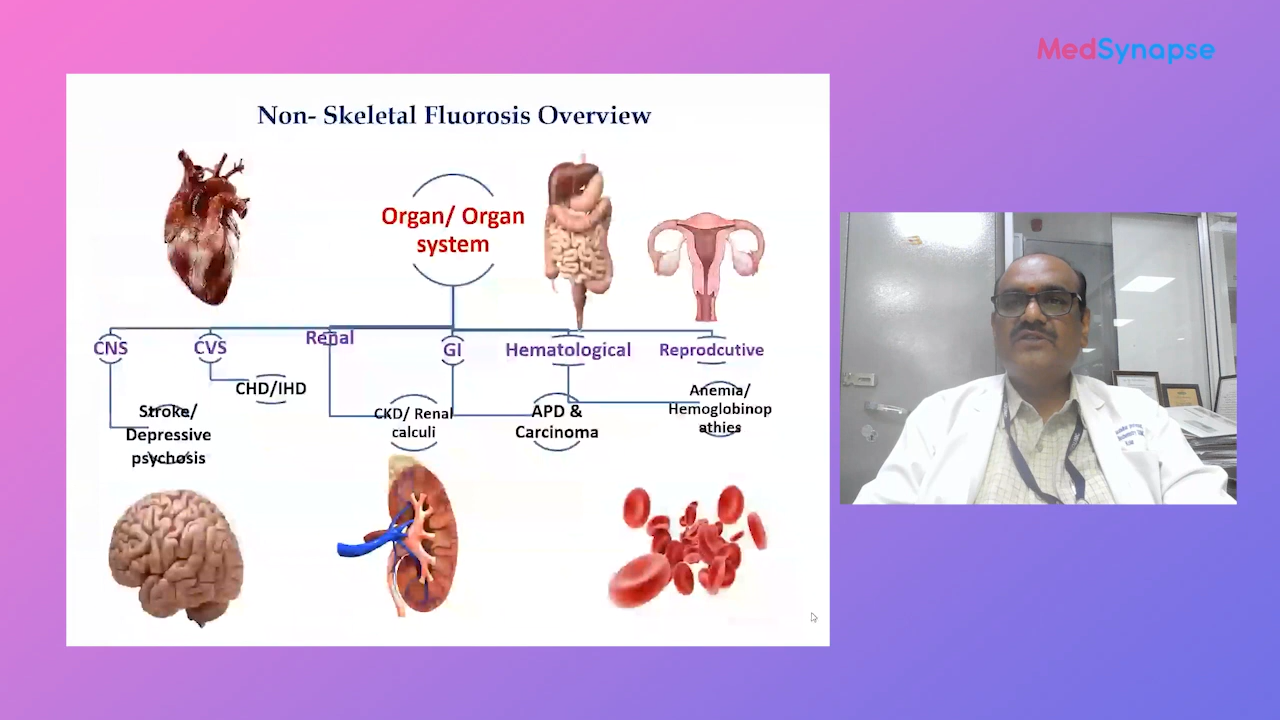 MedSynapse
Non- Skeletal Fluorosis Overview
Organ/ Organ
system
CNS
CVS
Renal
GI
Hematological
Reprodcutive
CHD/IHD
Stroke/
Depressive
psychosis
CKD/ Renal
calculi
APD &
Carcinoma
Anemia/
Hemoglobinop
athies